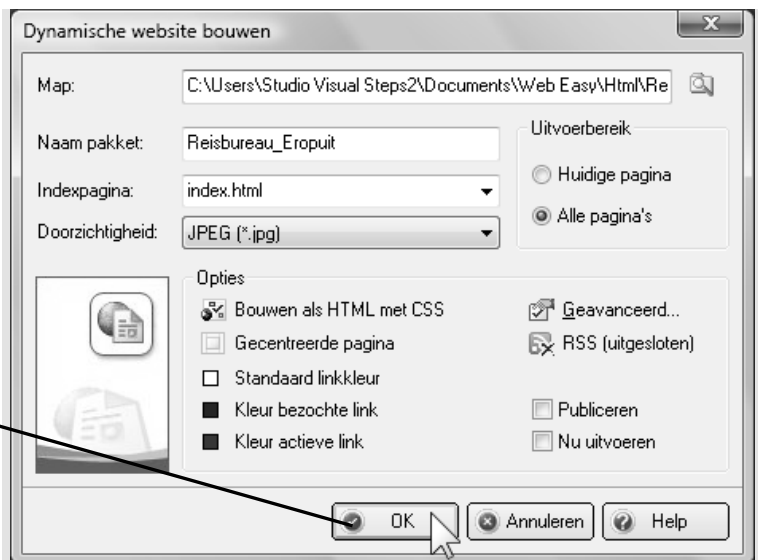 Dynamische website bouwen
Map: C:\Users\Studio Visual Steps2\Documents\Web Easy\Html\Re
Naam pakket: Reisbureau_Eropuit
Indexpagina: index.html
Doorzichtigheid: JPEG (*.jpg)
Uitvoerbereik
Huidige pagina
Alle pagina's
Opties
Bouwen als HTML met CSS
Gecentreerde pagina
Standaard linkkleur
Kleur bezochte link
Kleur actieve link
Geavanceerd...
RSS (uitgesloten)
Publiceren
Nu uitvoeren
OK Annuleren Help